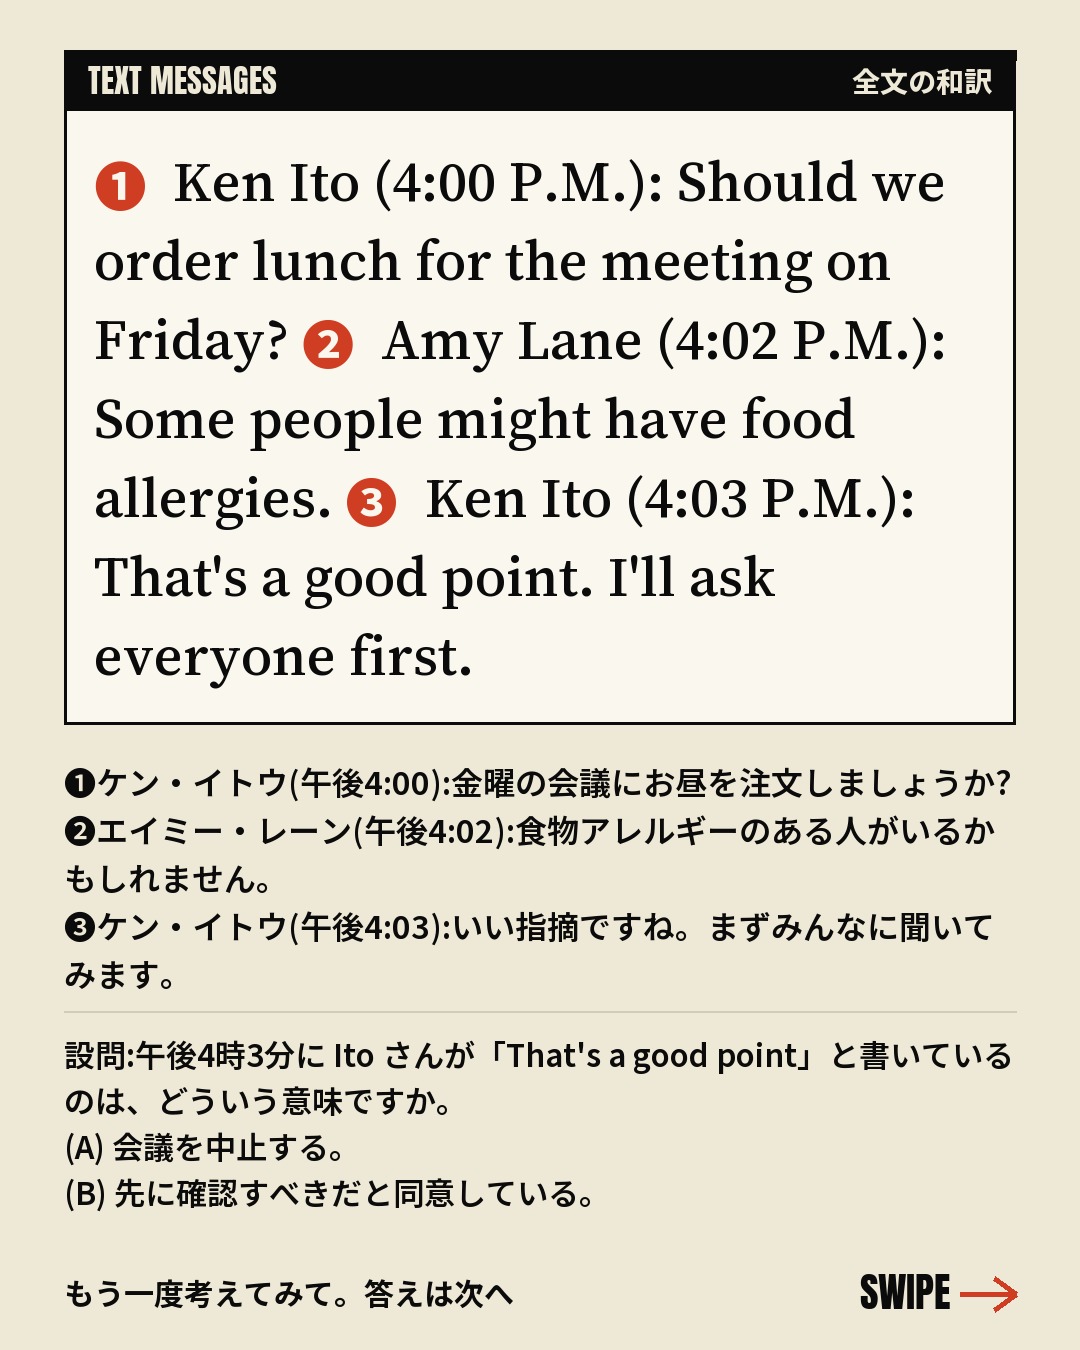 TEXT MESSAGES 全文の和訳
❶ Ken Ito (4:00 P.M.): Should we
order lunch for the meeting on
Friday? ❷ Amy Lane (4:02 P.M.):
Some people might have food
allergies. ❸ Ken Ito (4:03 P.M.):
That's a good point. I'll ask
everyone first.
❶ケン・イトウ(午後4:00):金曜の会議にお昼を注文しましょうか?
❷エイミー・レーン(午後4:02):食物アレルギーのある人がいるか
もしれません。
❸ケン・イトウ(午後4:03):いい指摘ですね。まずみんなに聞いて
みます。
設問:午後4時3分に Ito さんが「That's a good point」と書いている
のは、どういう意味ですか。
(A) 会議を中止する。
(B) 先に確認すべきだと同意している。
もう一度考えてみて。答えは次へ
SWIPE →